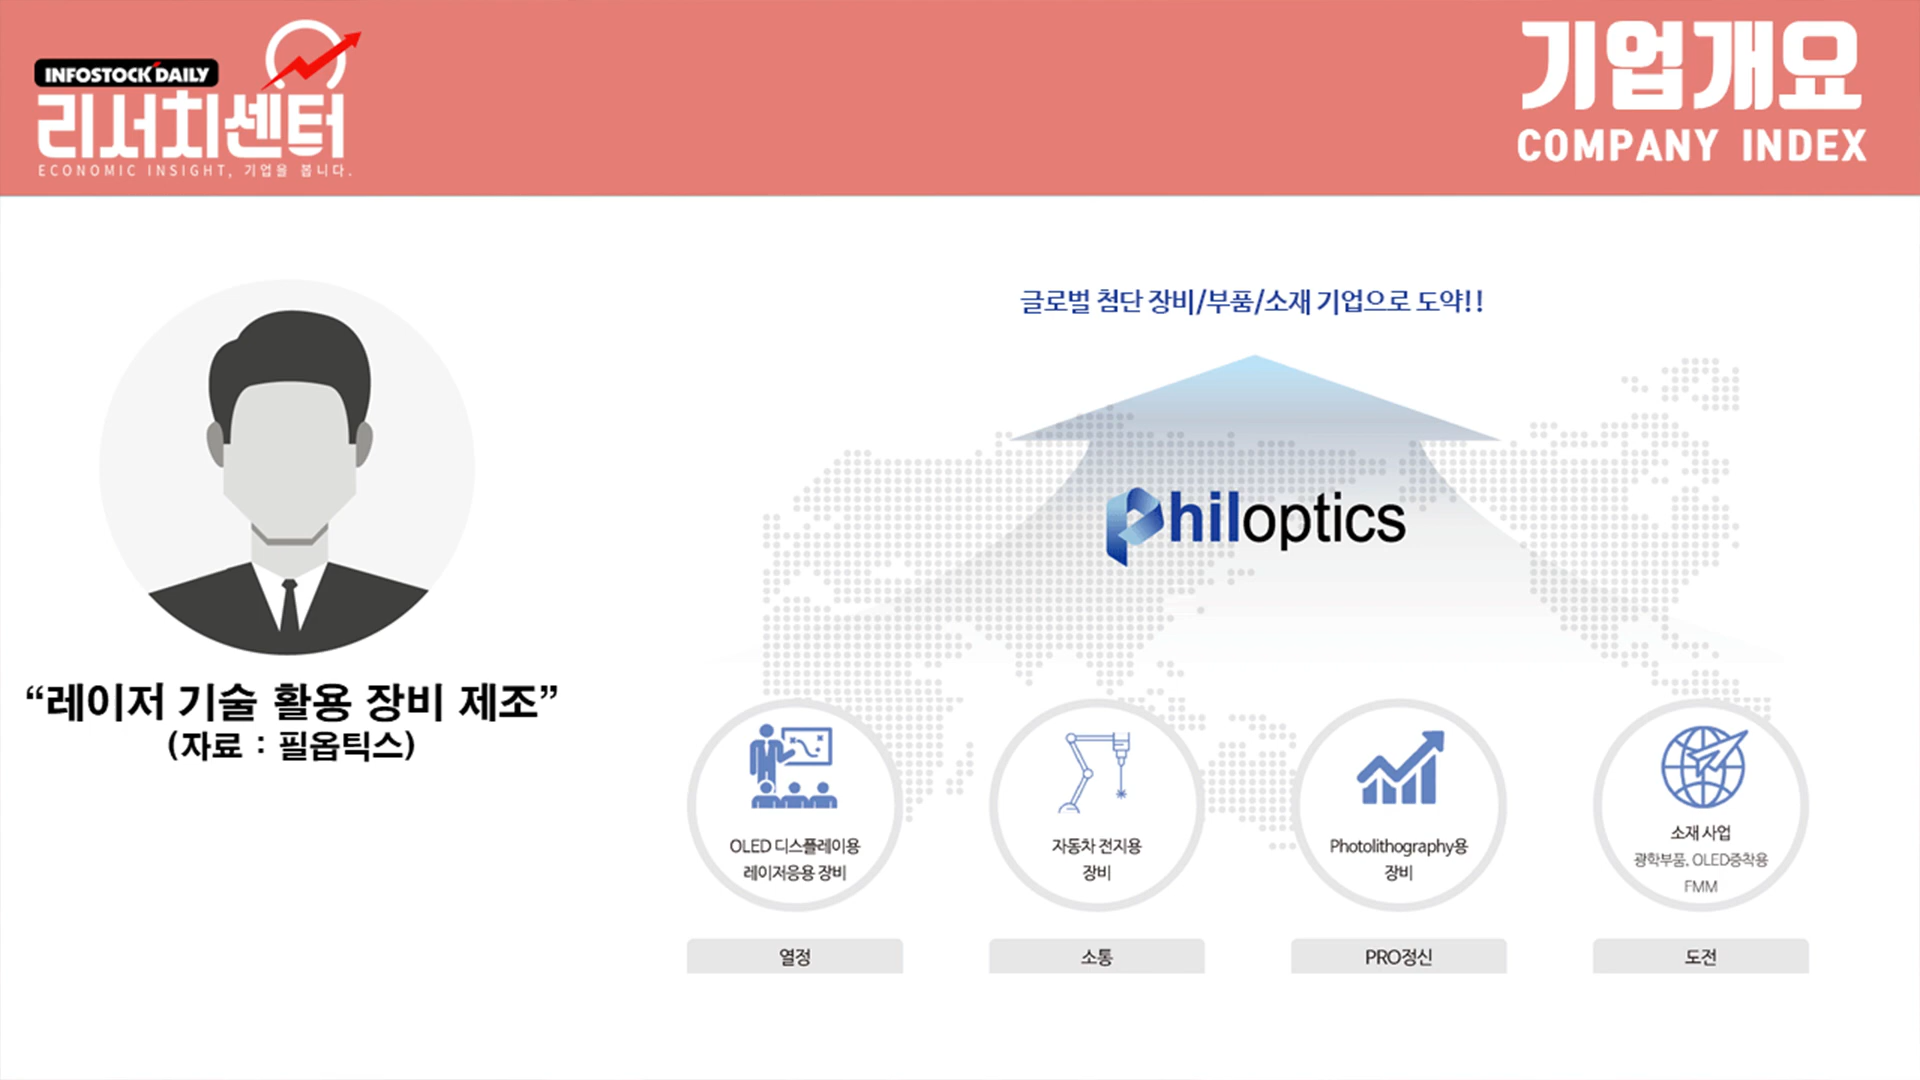 INFOSTOCK DAILY
리서치센터
ECONOMIC INSIGHT, 기업을 봅니다.
기업개요
COMPANY INDEX
“레이저 기술 활용 장비 제조”
(자료 : 필옵틱스)
글로벌 첨단 장비/부품/소재 기업으로 도약!!
Philoptics
OLED 디스플레이용
레이저응용 장비
열정
자동차 전지용
장비
소통
Photolithography용
장비
PRO정신
소재 사업
광학부품, OLED증착용
FMM
도전